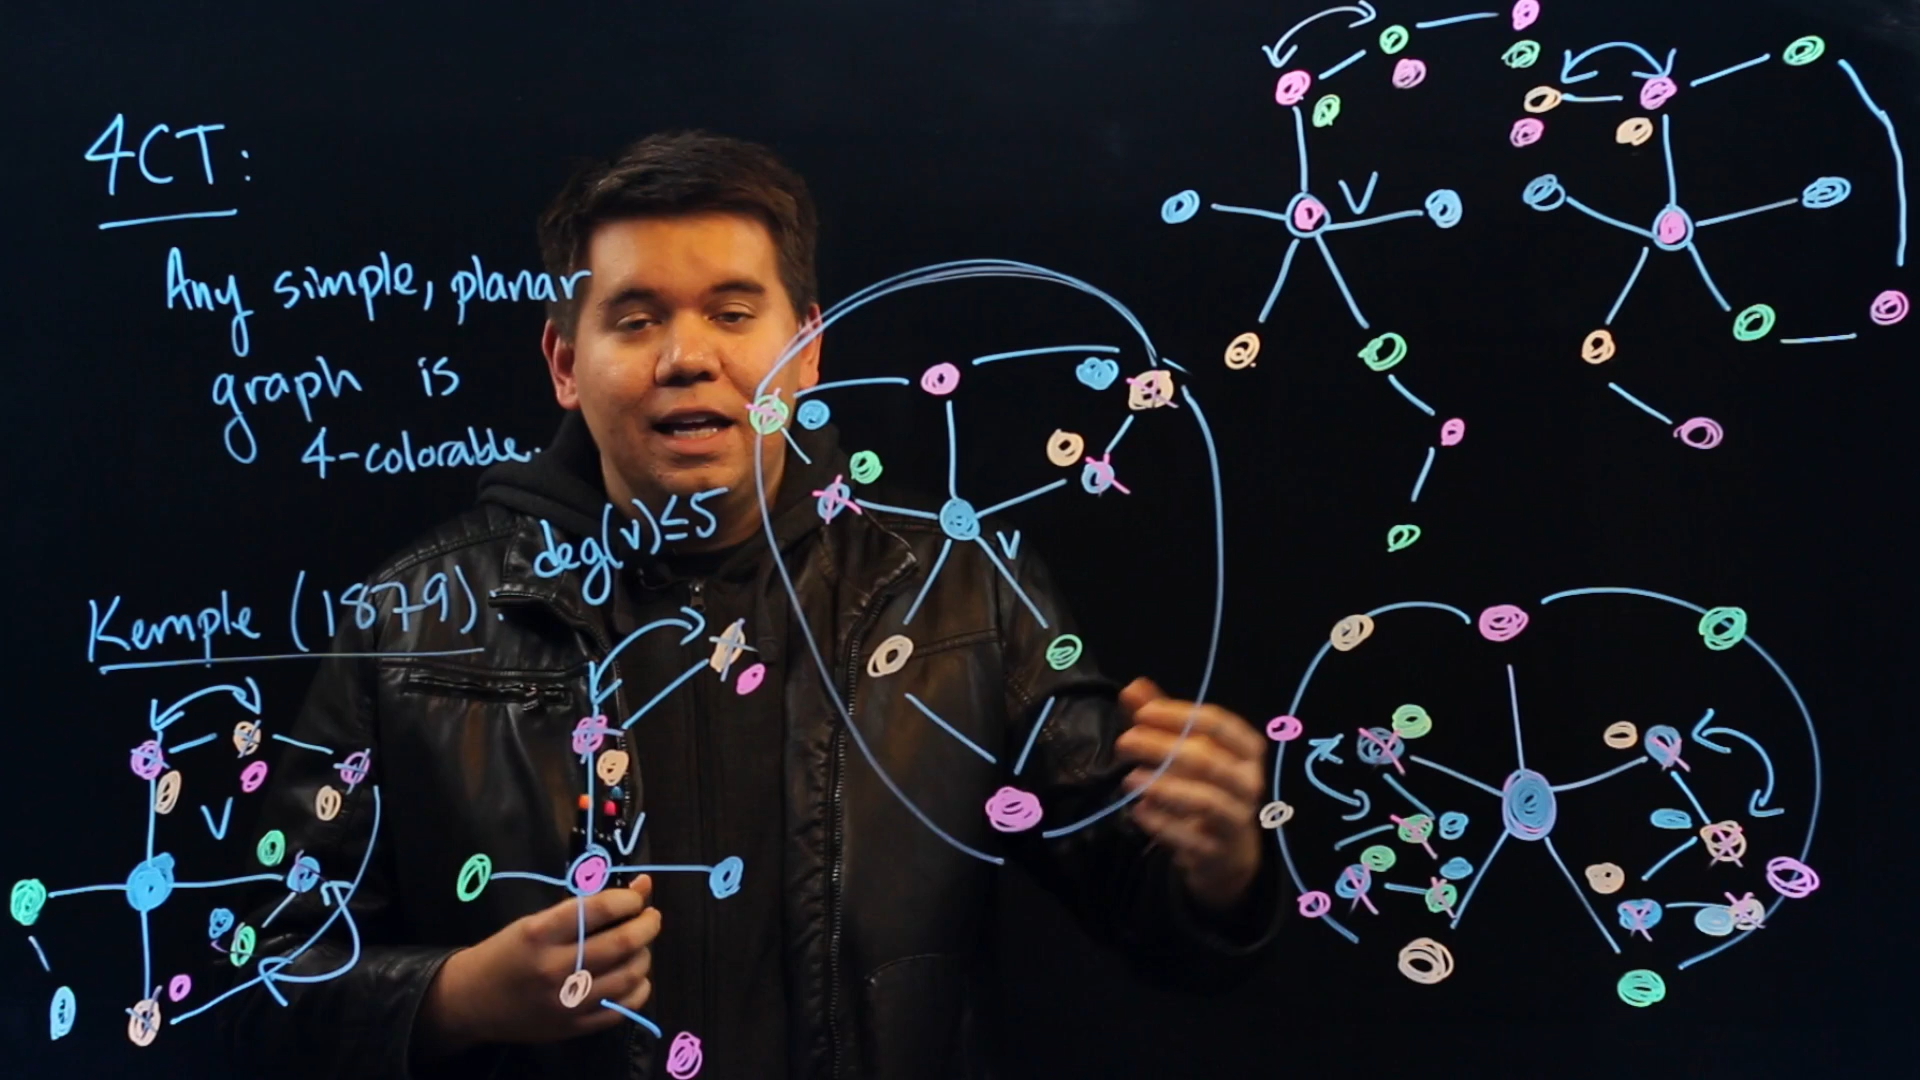 4CT:
Any simple, planar
graph is
4-colorable.
deg(v)≤5
Kemple (1879):
V
V
V
V